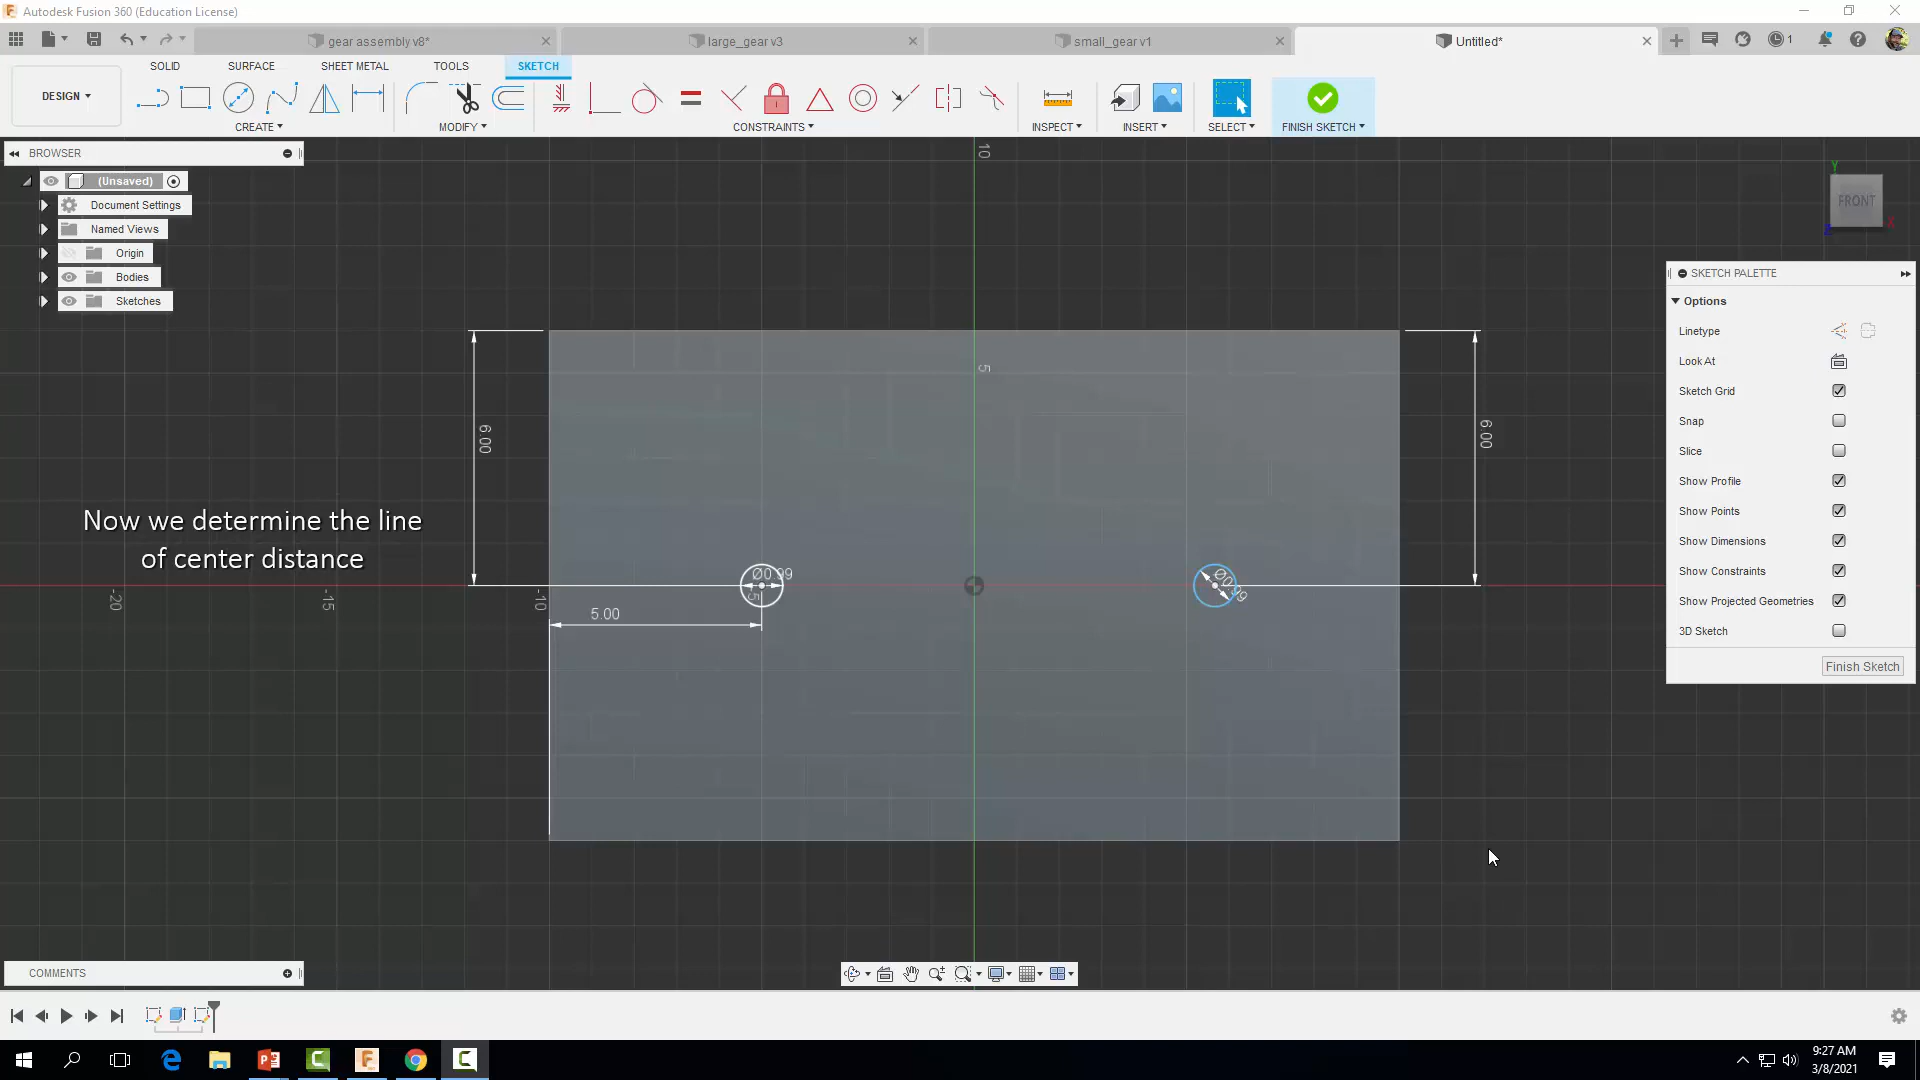 Autodesk Fusion 360 (Education License)
gear assembly v8*
large_gear v3
small_gear v1
Untitled*
1
DESIGN
SOLID
SURFACE
SHEET METAL
TOOLS
SKETCH
CREATE
MODIFY
CONSTRAINTS
INSPECT
INSERT
SELECT
FINISH SKETCH
BROWSER
(Unsaved)
Document Settings
Named Views
Origin
Bodies
Sketches
10
Y
FRONT
X
Z
SKETCH PALETTE
Options
Linetype
Look At
Sketch Grid
Snap
Slice
Show Profile
Show Points
Show Dimensions
Show Constraints
Show Projected Geometries
3D Sketch
Finish Sketch
5
6.00
6.00
Now we determine the line
of center distance
Ø0.99
Ø0.99
-20
-15
-10
-5
5.00
COMMENTS
9:27 AM
3/8/2021